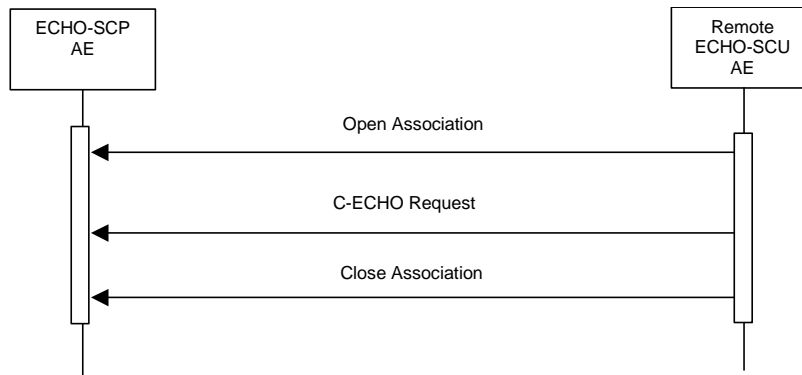 ECHO-SCP
AE
Remote
ECHO-SCU
AE
Open Association
C-ECHO Request
Close Association